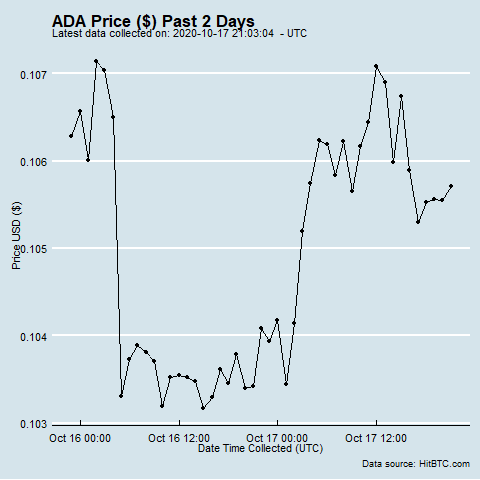 ADA Price ($) Past 2 Days
Latest data collected on: 2020-10-17 21:03:04 - UTC
Price USD ($)
0.107
0.106
0.105
0.104
0.103
Oct 16 00:00 Oct 16 12:00 Oct 17 00:00 Oct 17 12:00
Date Time Collected (UTC)
Data source: HitBTC.com